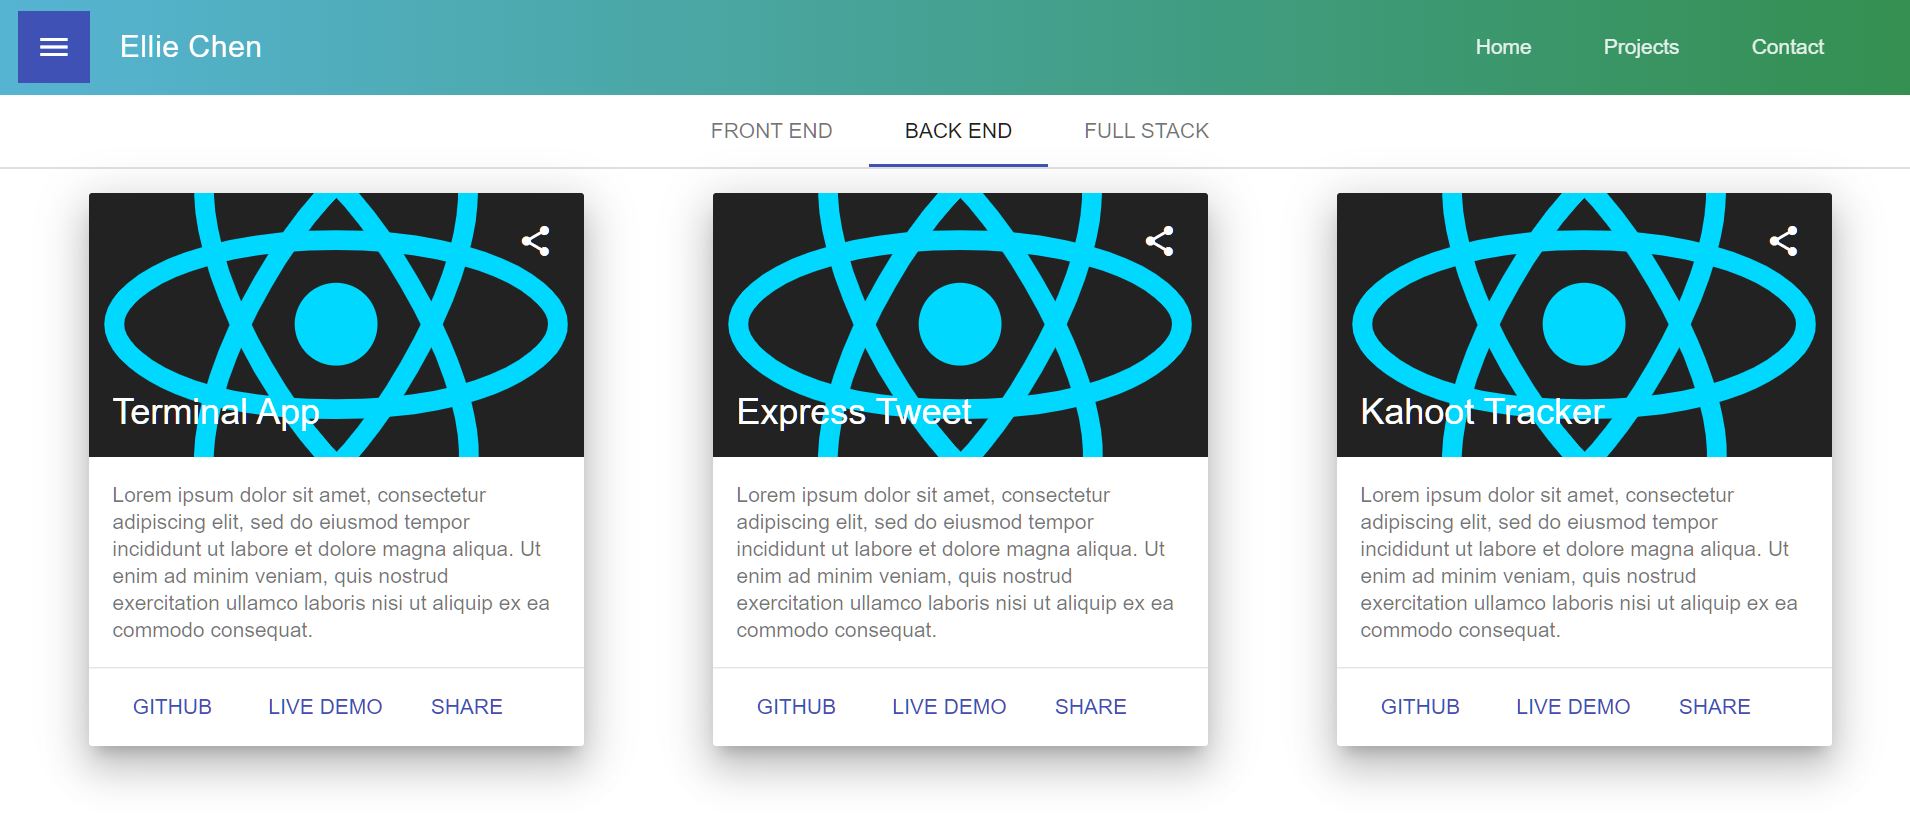 Ellie Chen
Home
Projects
Contact
FRONT END
BACK END
FULL STACK
Terminal App
Lorem ipsum dolor sit amet, consectetur
adipiscing elit, sed do eiusmod tempor
incididunt ut labore et dolore magna aliqua. Ut
enim ad minim veniam, quis nostrud
exercitation ullamco laboris nisi ut aliquip ex ea
commodo consequat.
GITHUB
LIVE DEMO
SHARE
Express Tweet
Lorem ipsum dolor sit amet, consectetur
adipiscing elit, sed do eiusmod tempor
incididunt ut labore et dolore magna aliqua. Ut
enim ad minim veniam, quis nostrud
exercitation ullamco laboris nisi ut aliquip ex ea
commodo consequat.
GITHUB
LIVE DEMO
SHARE
Kahoot Tracker
Lorem ipsum dolor sit amet, consectetur
adipiscing elit, sed do eiusmod tempor
incididunt ut labore et dolore magna aliqua. Ut
enim ad minim veniam, quis nostrud
exercitation ullamco laboris nisi ut aliquip ex ea
commodo consequat.
GITHUB
LIVE DEMO
SHARE